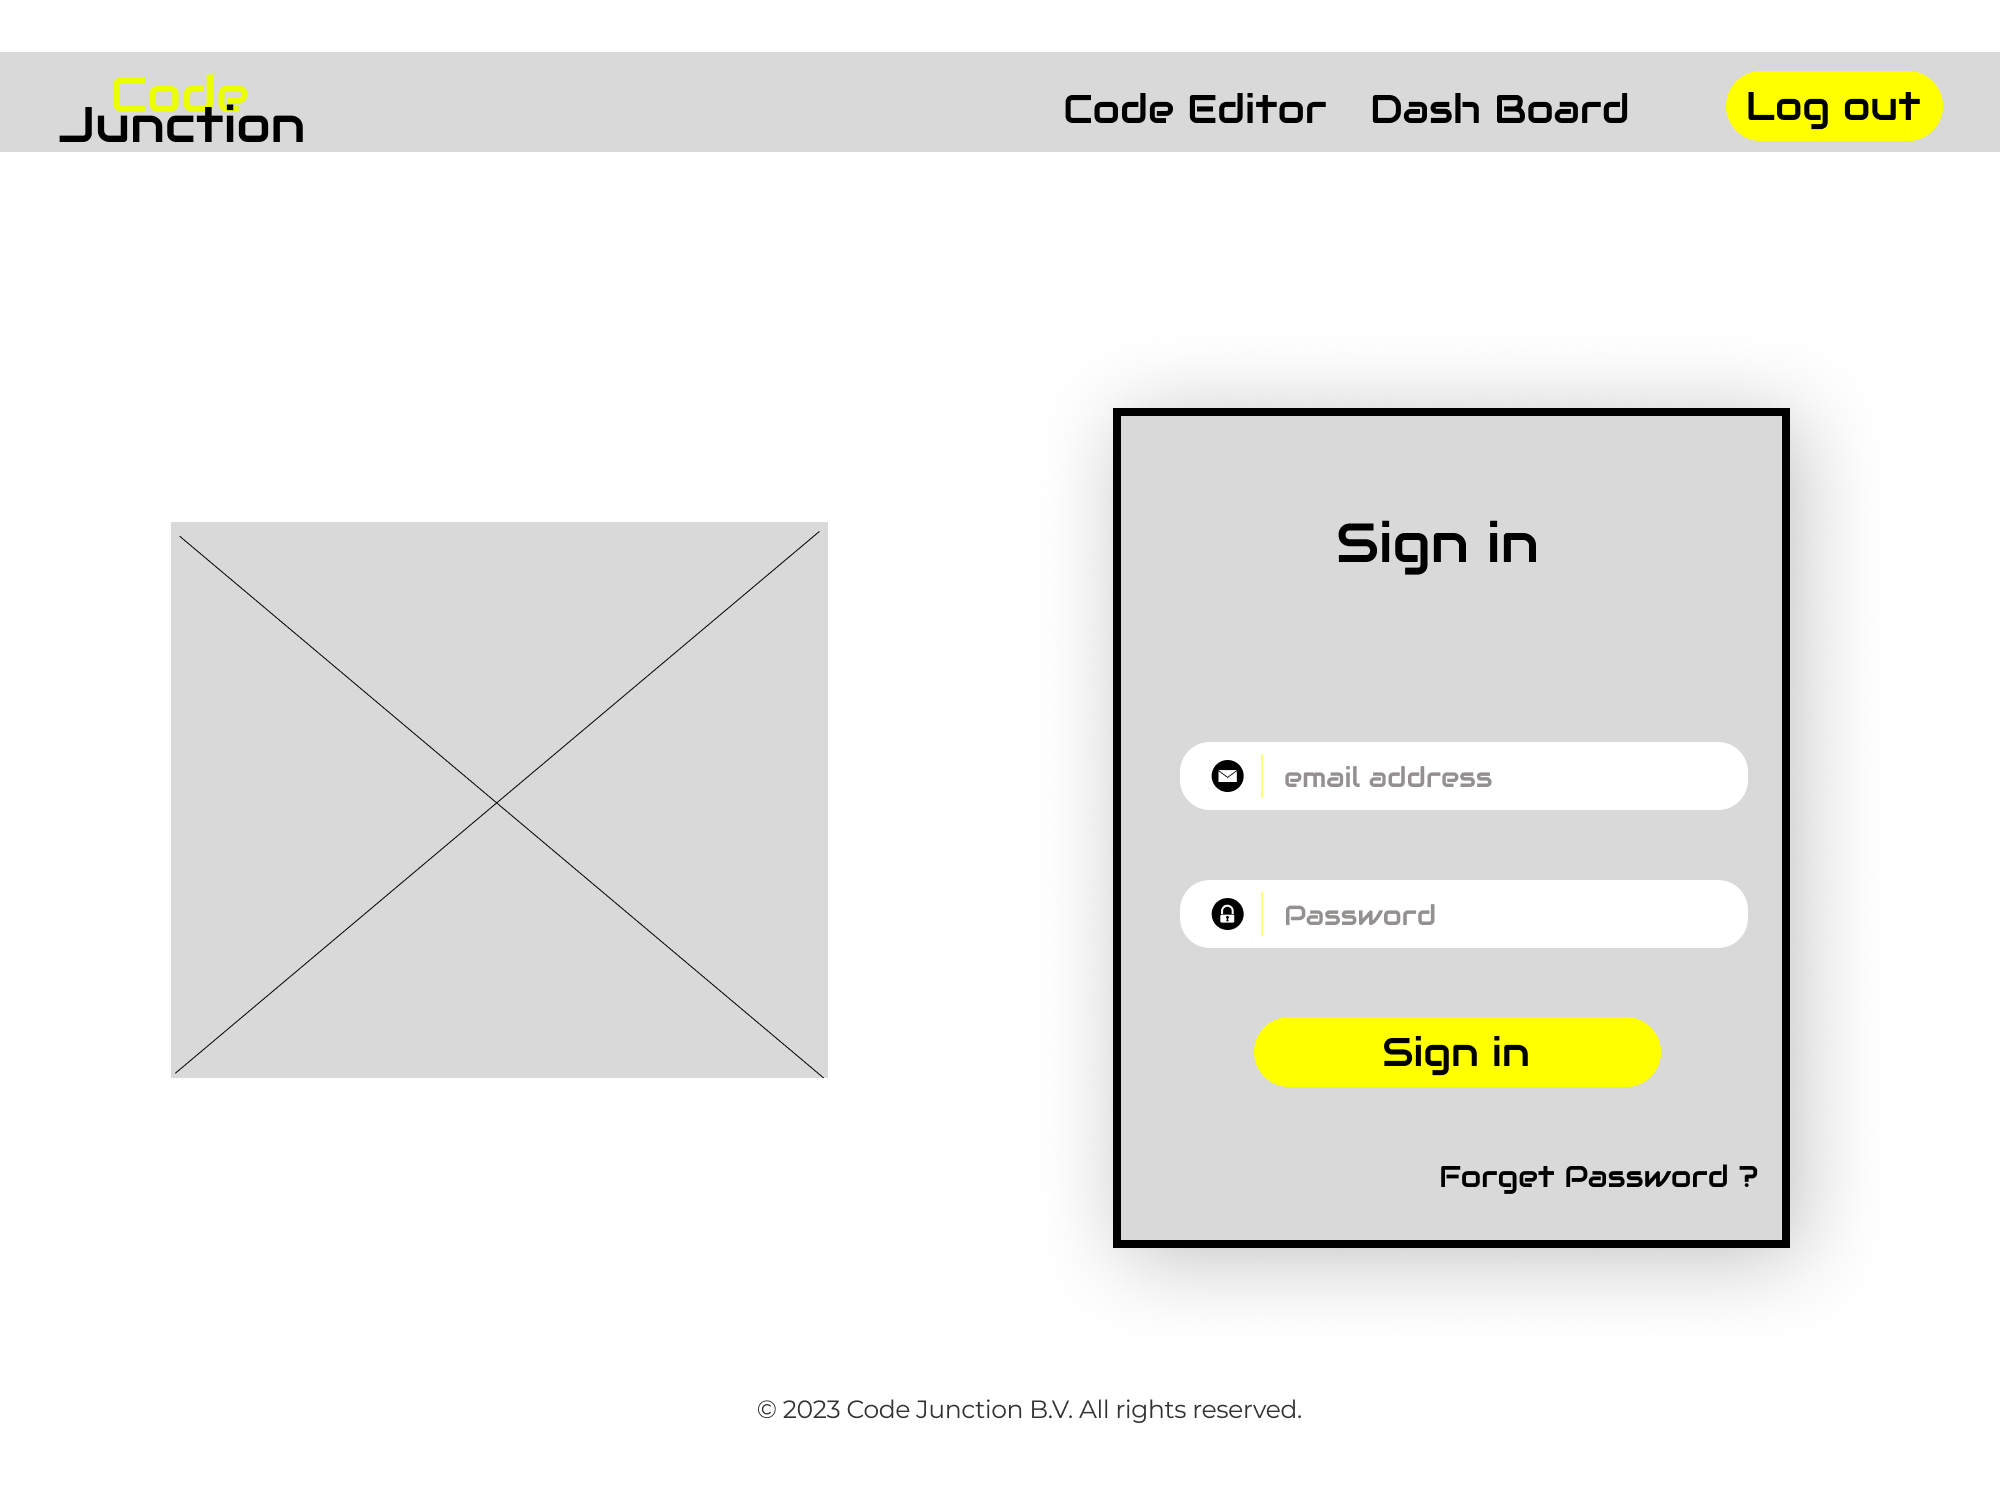 Code
Junction
Code Editor
Dash Board
Log out
Sign in
email address
Password
Sign in
Forget Password ?
© 2023 Code Junction B.V. All rights reserved.